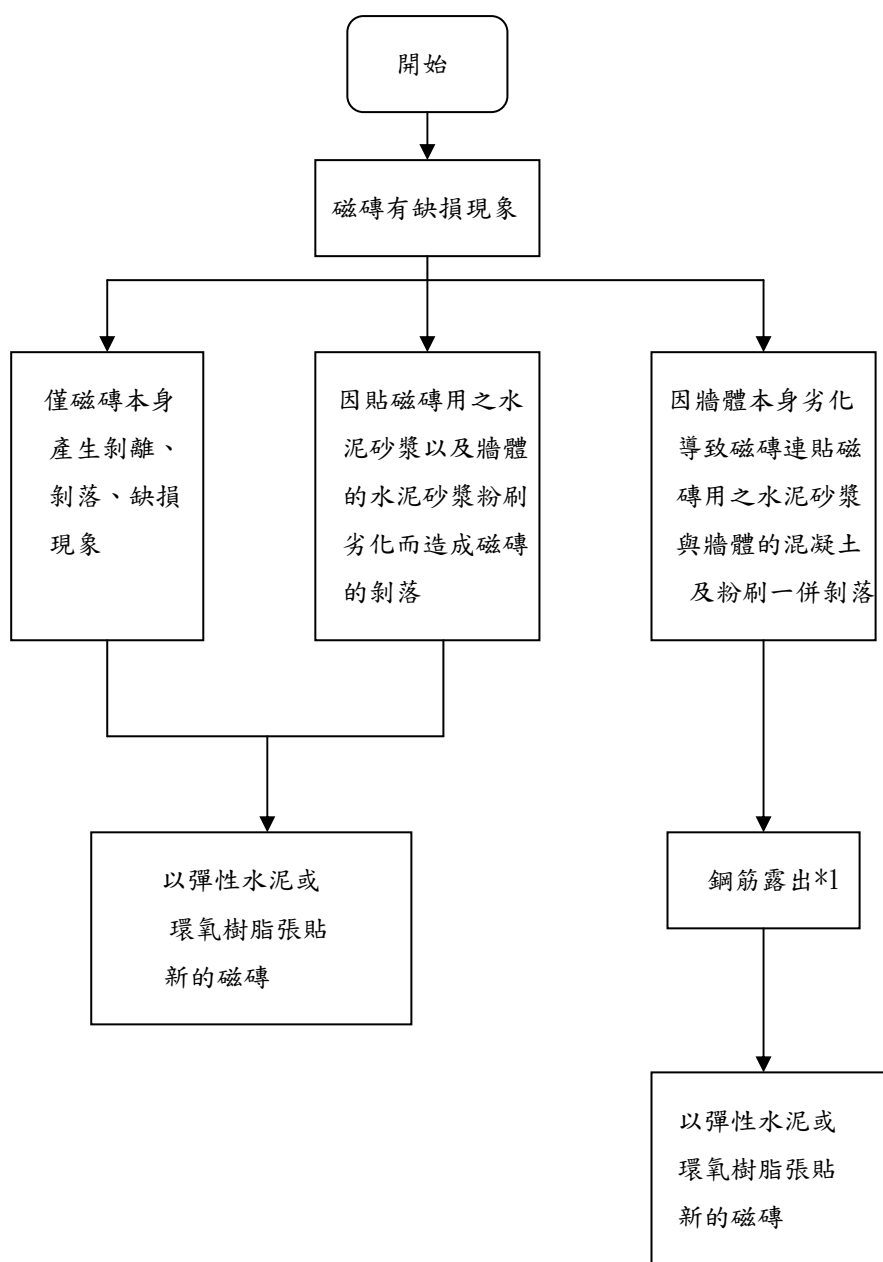 開始
磁磚有缺損現象
僅磁磚本身
產生剝離、
剝落、缺損
現象
因貼磁磚用之水
泥砂漿以及牆體
的水泥砂漿粉刷
劣化而造成磁磚
的剝落
因牆體本身劣化
導致磁磚連貼磁
磚用之水泥砂漿
與牆體的混凝土
及粉刷一併剝落
以彈性水泥或
環氧樹脂張貼
新的磁磚
鋼筋露出*1
以彈性水泥或
環氧樹脂張貼
新的磁磚